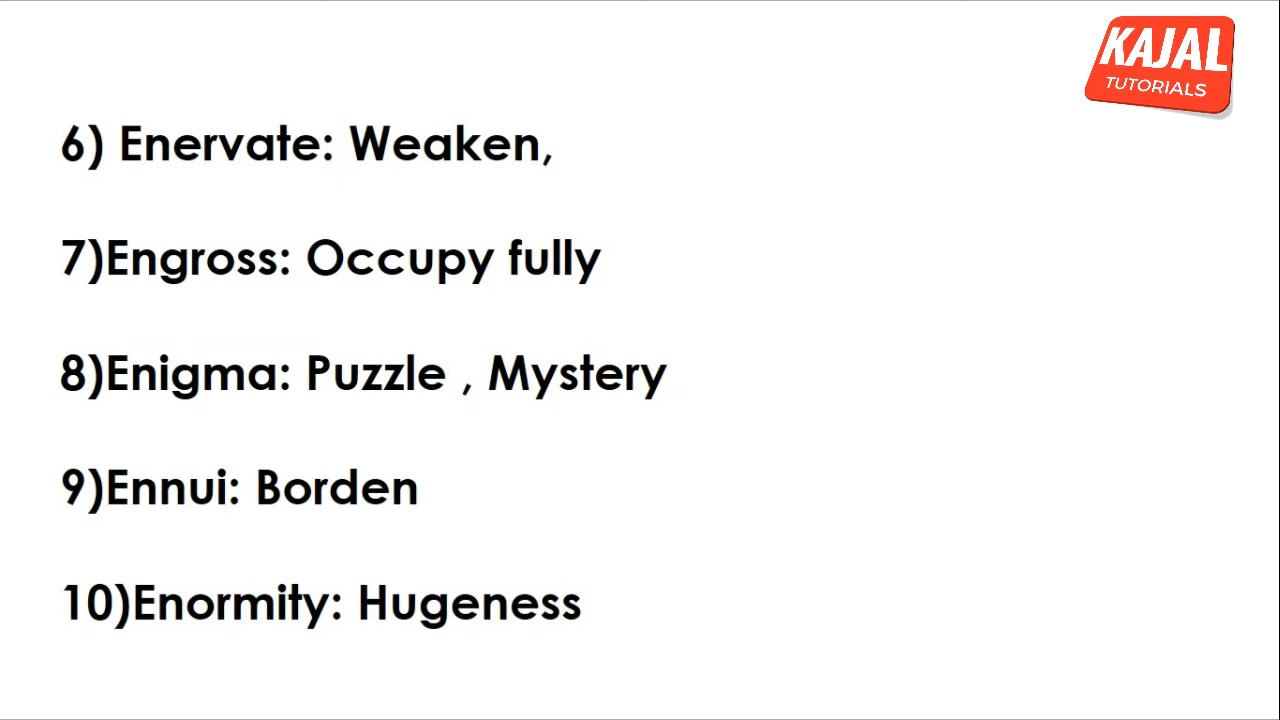 KAJAL
TUTORIALS
6) Enervate: Weaken,
7)Engross: Occupy fully
8)Enigma: Puzzle , Mystery
9)Ennui: Borden
10)Enormity: Hugeness